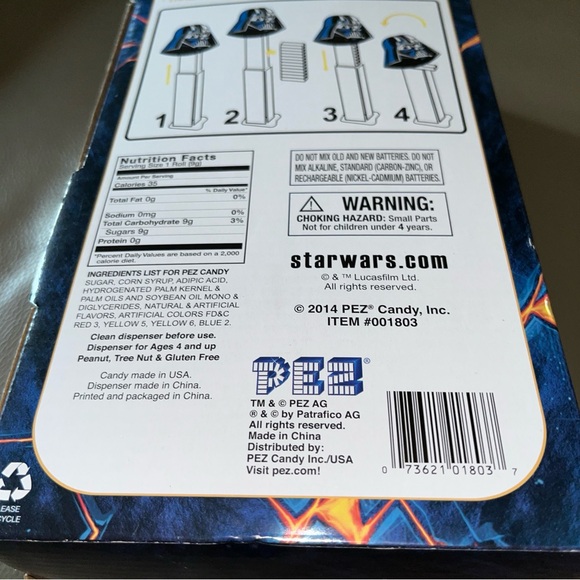 1 2 3 4
Nutrition Facts
Serving Size 1 Roll (9g)
Amount Per Serving
Calories 35
% Daily Value*
Total Fat 0g 0%
Sodium 0mg 0%
Total Carbohydrate 9g 3%
Sugars 9g
Protein 0g
*Percent Daily Values are based on a 2,000
calorie diet.
INGREDIENTS LIST FOR PEZ CANDY
SUGAR, CORN SYRUP, ADIPIC ACID,
HYDROGENATED PALM KERNEL &
PALM OILS AND SOYBEAN OIL MONO &
DIGLYCERIDES, NATURAL & ARTIFICIAL
FLAVORS, ARTIFICIAL COLORS FD&C
RED 3, YELLOW 5, YELLOW 6, BLUE 2.
Clean dispenser before use.
Dispenser for Ages 4 and up
Peanut, Tree Nut & Gluten Free
Candy made in USA.
Dispenser made in China.
Printed and packaged in China.
DO NOT MIX OLD AND NEW BATTERIES. DO NOT
MIX ALKALINE, STANDARD (CARBON-ZINC), OR
RECHARGEABLE (NICKEL-CADMIUM) BATTERIES.
WARNING:
CHOKING HAZARD: Small Parts
Not for children under 4 years.
starwars.com
© & ™ Lucasfilm Ltd.
All rights reserved.
© 2014 PEZ® Candy, Inc.
ITEM #001803
PEZ®
TM & © PEZ AG
® & © by Patrafico AG
All rights reserved.
Made in China
Distributed by:
PEZ Candy Inc./USA
Visit pez.com!
0 73621 01803 7
EASE
CYCLE